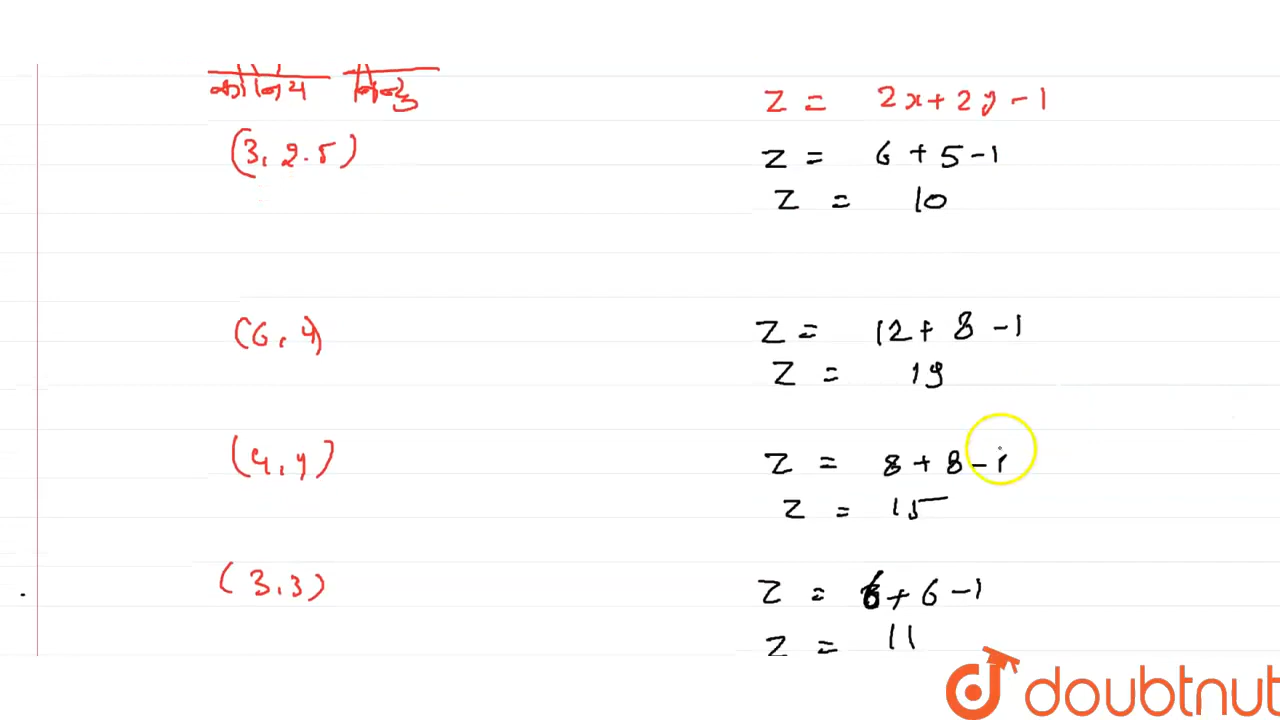 Z = 2x + 2y - 1
(3, 2.5)
Z = 6 + 5 - 1
Z = 10
(6, 4)
Z = 12 + 8 - 1
Z = 19
(4, 4)
Z = 8 + 8 - 1
Z = 15
(3, 3)
Z = 6 + 6 - 1
Z = 11
doubtnut